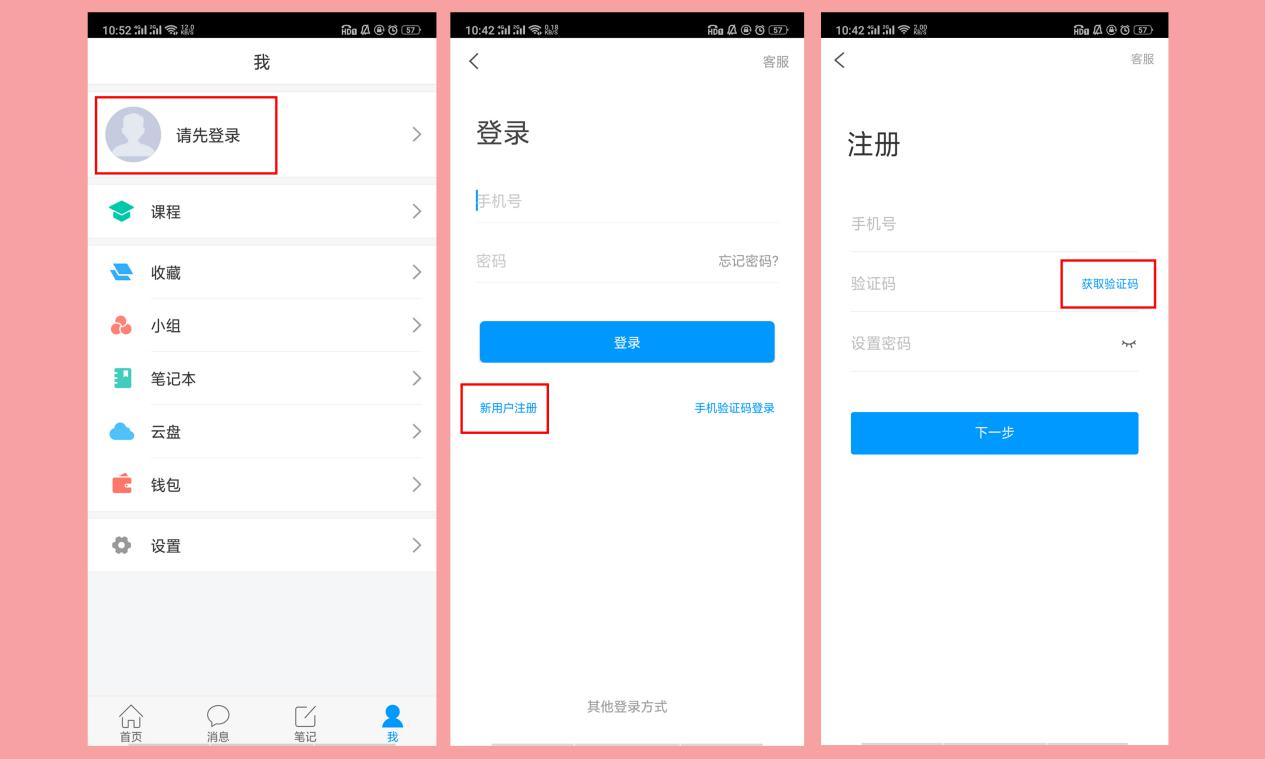 10:52
57
我
请先登录
课程
收藏
小组
笔记本
云盘
钱包
设置
首页
消息
笔记
我
10:42
57
客服
登录
手机号
密码
忘记密码?
登录
新用户注册
手机验证码登录
其他登录方式
10:42
57
客服
注册
手机号
验证码
获取验证码
设置密码
下一步